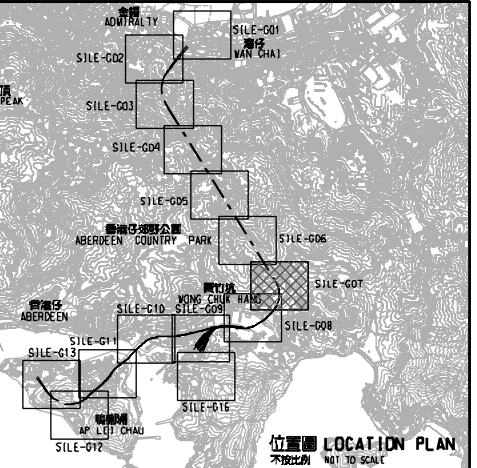 金鐘
ADMIRALTY
SILE-G01
灣仔
WAN CHAI
SILE-G02
頂
PEAK
SILE-G03
SILE-G04
SILE-G05
香港仔郊野公園
ABERDEEN COUNTRY PARK
SILE-G06
SILE-G07
黃竹坑
WONG CHUK HANG
香港仔
ABERDEEN
SILE-G10
SILE-G09
SILE-G08
SILE-G11
SILE-G13
SILE-G16
鴨脷洲
AP LEI CHAU
SILE-G12
位置圖 LOCATION PLAN
不按比例 NOT TO SCALE